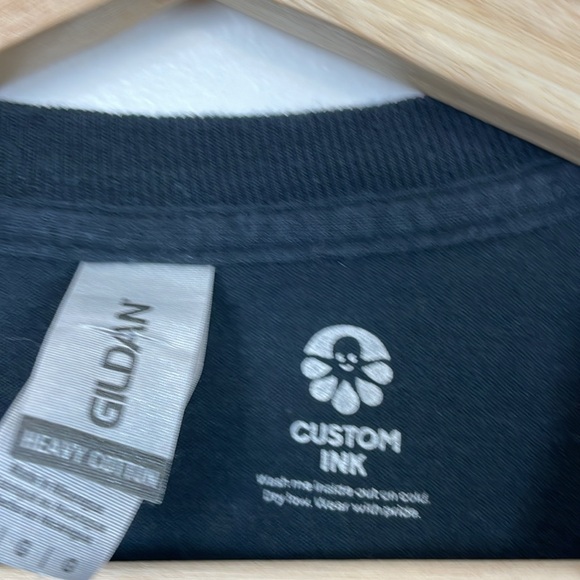 GILDAN
HEAVY COTTON
CUSTOM
INK
Wash me inside out on cold.
Dry low. Wear with pride.